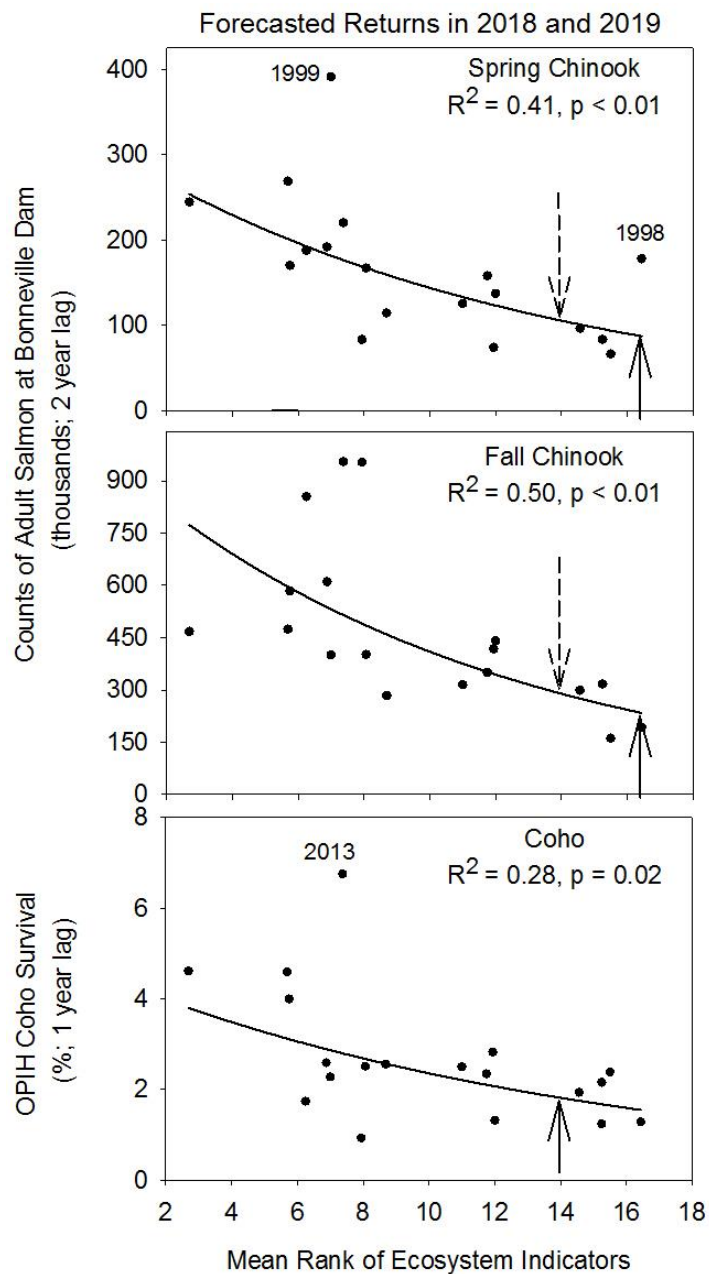 Forecasted Returns in 2018 and 2019
Counts of Adult Salmon at Bonneville Dam
(thousands; 2 year lag)
400
300
200
100
0
1999
Spring Chinook
R² = 0.41, p < 0.01
1998
900
750
600
450
300
150
0
Fall Chinook
R² = 0.50, p < 0.01
OPIH Coho Survival
(%; 1 year lag)
8
6
4
2
0
2013
Coho
R² = 0.28, p = 0.02
2 4 6 8 10 12 14 16 18
Mean Rank of Ecosystem Indicators